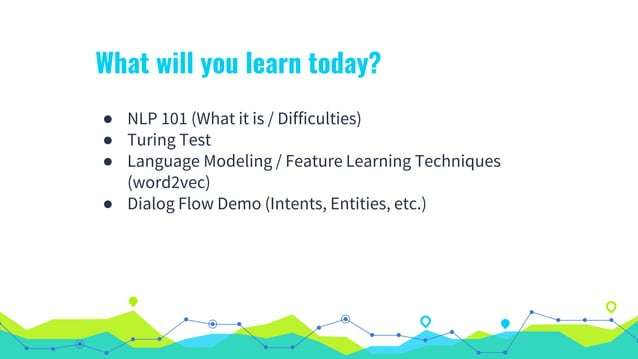 What will you learn today?
● NLP 101 (What it is / Difficulties)
● Turing Test
● Language Modeling / Feature Learning Techniques
(word2vec)
● Dialog Flow Demo (Intents, Entities, etc.)